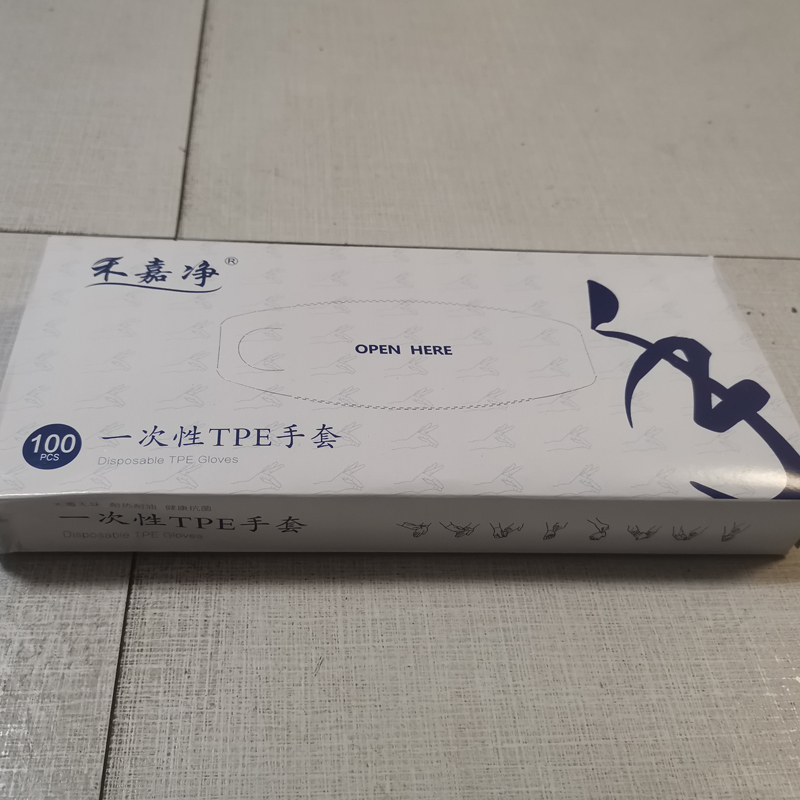 禾嘉净®
OPEN HERE
100
PCS
一次性TPE手套
Disposable TPE Gloves
一次性TPE手套
Disposable TPE Gloves